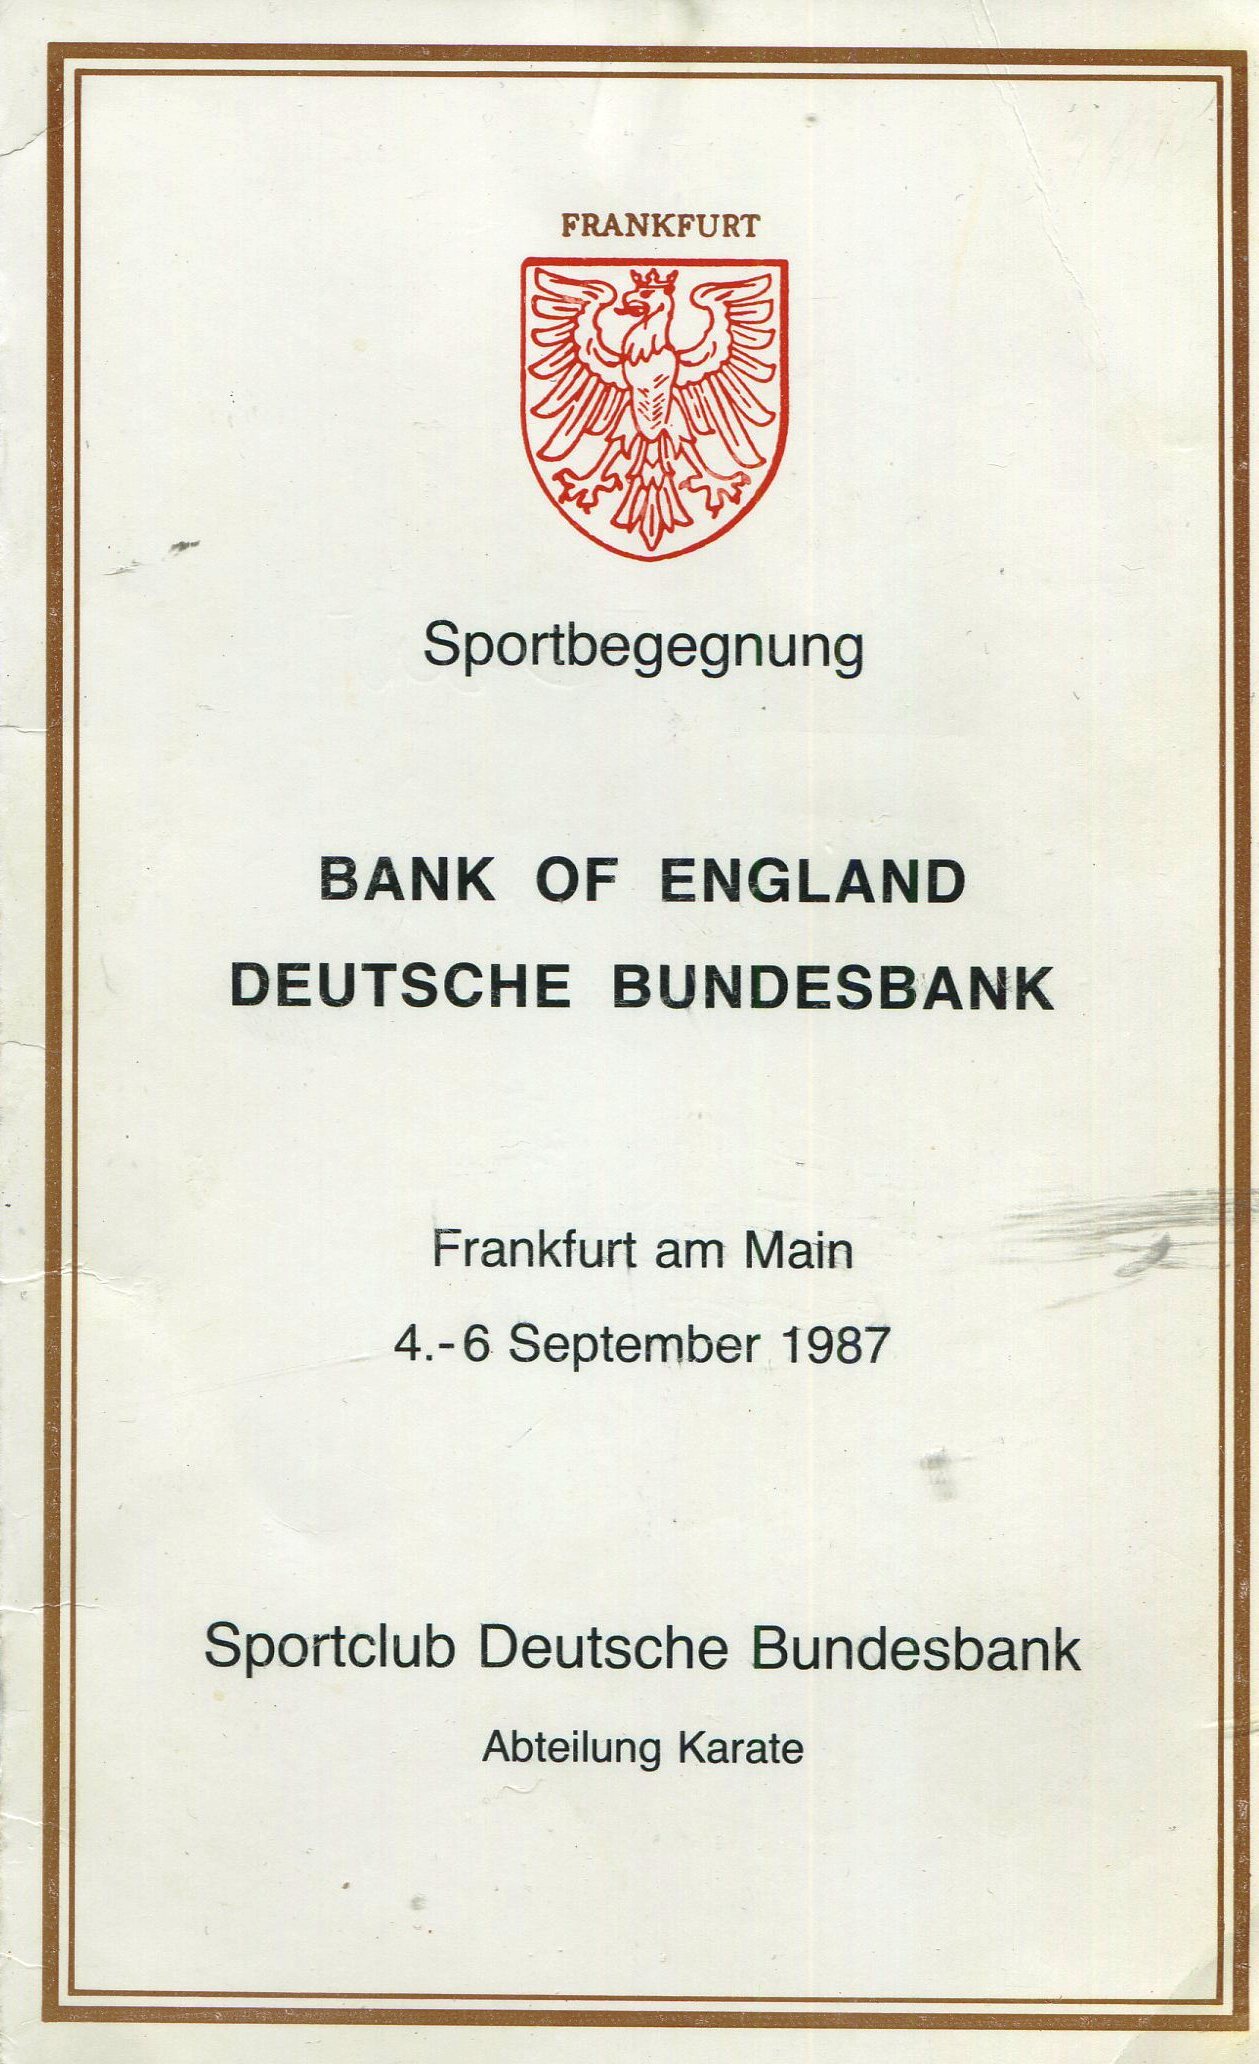 FRANKFURT
Sportbegegnung
BANK OF ENGLAND
DEUTSCHE BUNDESBANK
Frankfurt am Main
4.-6 September 1987
Sportclub Deutsche Bundesbank
Abteilung Karate